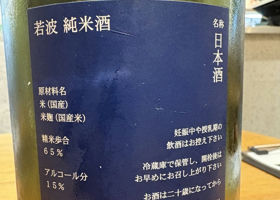 若波 純米酒
名称 日本酒
原材料名
米（国産）
米麹（国産米）
精米歩合
65%
アルコール分
15%
妊娠中や授乳期の
飲酒はお控え下さい
冷蔵庫で保管し、開栓後は
お早めにお召し上がり下さい
お酒は二十歳になってから